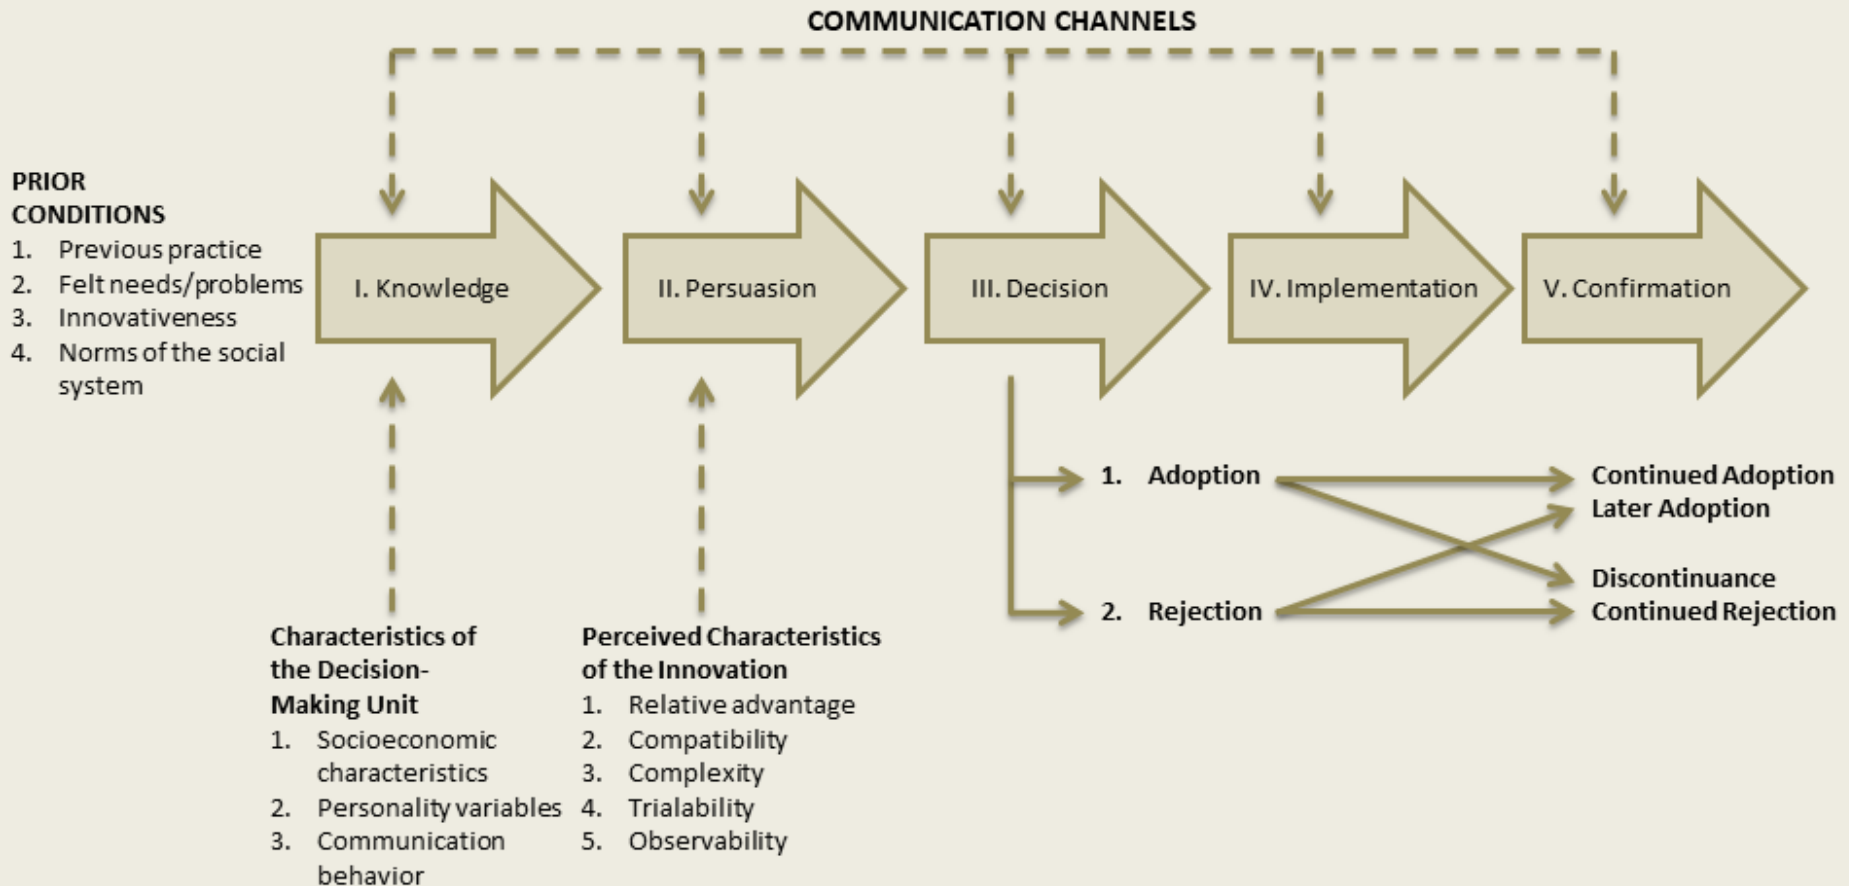 COMMUNICATION CHANNELS
PRIOR
CONDITIONS
1. Previous practice
2. Felt needs/problems
3. Innovativeness
4. Norms of the social
system
I. Knowledge
II. Persuasion
III. Decision
IV. Implementation
V. Confirmation
1. Adoption
2. Rejection
Continued Adoption
Later Adoption
Discontinuance
Continued Rejection
Characteristics of
the Decision-
Making Unit
1. Socioeconomic
characteristics
2. Personality variables
3. Communication
behavior
Perceived Characteristics
of the Innovation
1. Relative advantage
2. Compatibility
3. Complexity
4. Trialability
5. Observability